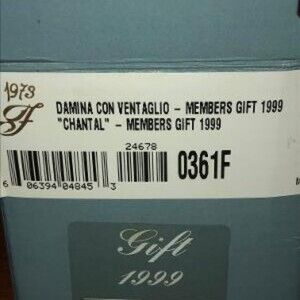 1973
F
DAMINA CON VENTAGLIO - MEMBERS GIFT 1999
"CHANTAL" - MEMBERS GIFT 1999
24678
0361F
6 06394 04845 3
Gift
1999